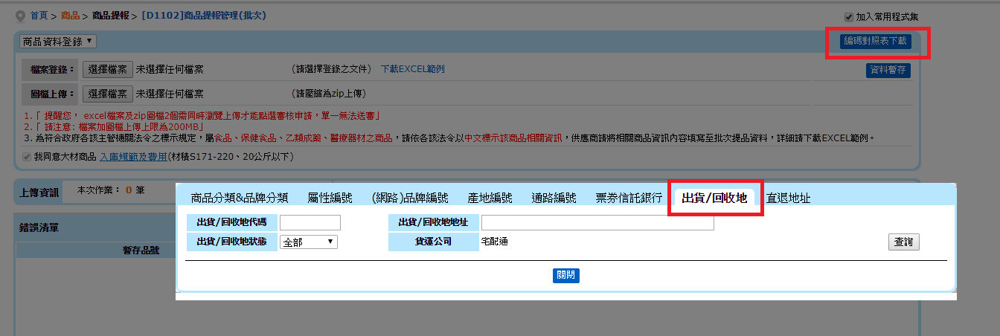 首頁 > 商品 > 商品提報 > [D1102]商品提報管理(批次)
加入常用程式集
商品資料登錄
編碼對照表下載
檔案登錄： 選擇檔案 未選擇任何檔案 (請選擇登錄之文件) 下載EXCEL範例 資料暫存
圖檔上傳： 選擇檔案 未選擇任何檔案 (請壓縮為zip上傳)
1.「 提醒您， excel檔案及zip圖檔2個需同時瀏覽上傳才能點選審核申請，單一無法送審」
2.「 請注意: 檔案加圖檔上傳上限為200MB」
3. 為符合政府各該主管機關法令之標示規定，屬食品、保健食品、乙類成藥、醫療器材之商品，請依各該法令以中文標示該商品相關資訊，供應商請將相關商品資訊內容填寫至批次提品資料，詳細請下載EXCEL範例。
我同意大材商品 入庫規範及費用(材積S171-220、20公斤以下)
上傳資訊 本次作業： 0 筆
商品分類&品牌分類 屬性編號 (網路)品牌編號 產地編號 通路編號 票券信託銀行 出貨/回收地 直退地址
出貨/回收地代碼 出貨/回收地地址
錯誤清單
出貨/回收地狀態 全部 貨運公司 宅配通 查詢
暫存品號
關閉